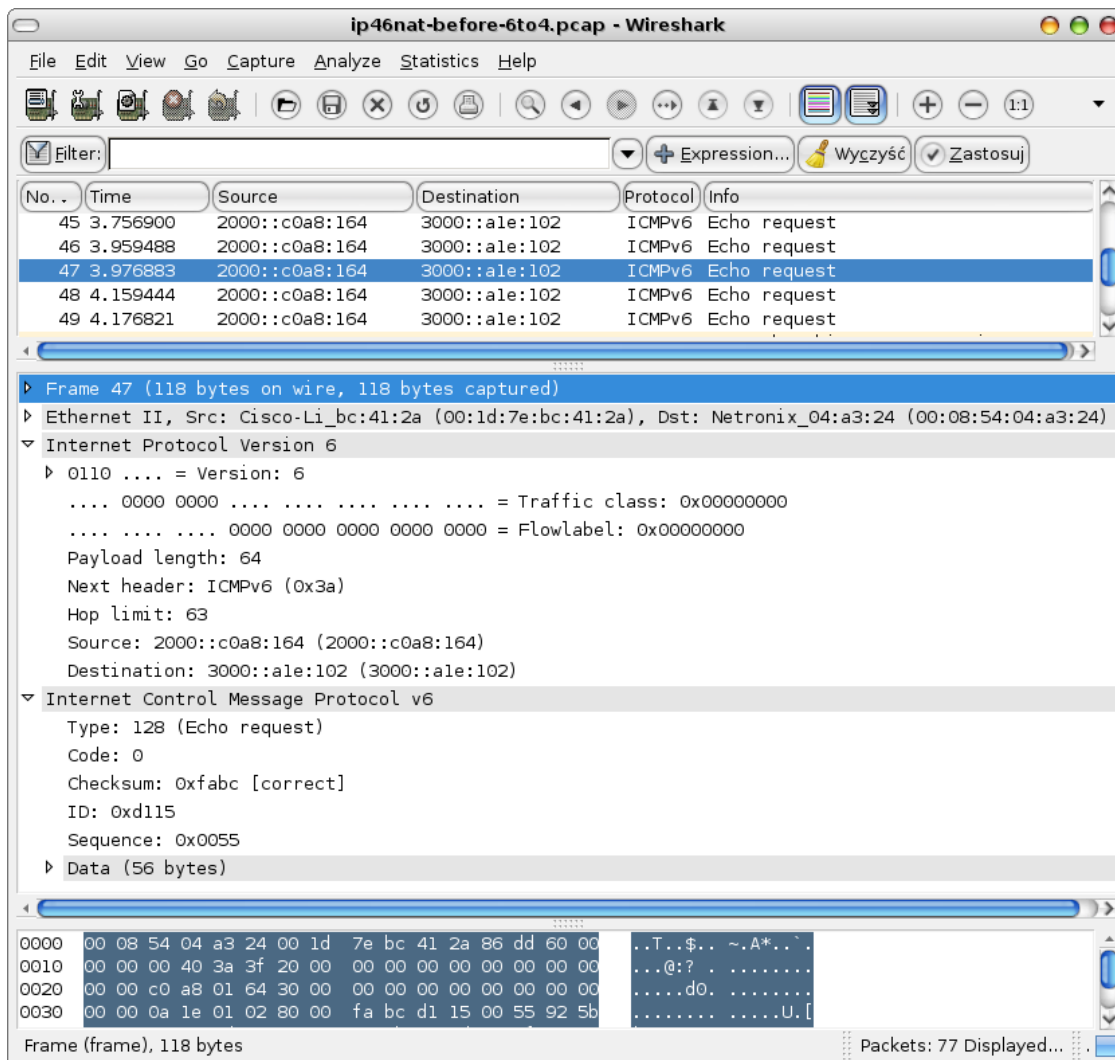 ip46nat-before-6to4.pcap - Wireshark
File Edit View Go Capture Analyze Statistics Help
1:1
Filter: Expression... Wyczyść Zastosuj
No. . Time Source Destination Protocol Info
45 3.756900 2000::c0a8:164 3000::a1e:102 ICMPv6 Echo request
46 3.959488 2000::c0a8:164 3000::a1e:102 ICMPv6 Echo request
47 3.976883 2000::c0a8:164 3000::a1e:102 ICMPv6 Echo request
48 4.159444 2000::c0a8:164 3000::a1e:102 ICMPv6 Echo request
49 4.176821 2000::c0a8:164 3000::a1e:102 ICMPv6 Echo request
Frame 47 (118 bytes on wire, 118 bytes captured)
Ethernet II, Src: Cisco-Li_bc:41:2a (00:1d:7e:bc:41:2a), Dst: Netronix_04:a3:24 (00:08:54:04:a3:24)
Internet Protocol Version 6
0110 .... = Version: 6
.... 0000 0000 .... .... .... .... .... = Traffic class: 0x00000000
.... .... .... 0000 0000 0000 0000 0000 = Flowlabel: 0x00000000
Payload length: 64
Next header: ICMPv6 (0x3a)
Hop limit: 63
Source: 2000::c0a8:164 (2000::c0a8:164)
Destination: 3000::a1e:102 (3000::a1e:102)
Internet Control Message Protocol v6
Type: 128 (Echo request)
Code: 0
Checksum: 0xfabc [correct]
ID: 0xd115
Sequence: 0x0055
Data (56 bytes)
0000 00 08 54 04 a3 24 00 1d 7e bc 41 2a 86 dd 60 00 ..T..$.. ~.A*..`.
0010 00 00 00 40 3a 3f 20 00 00 00 00 00 00 00 00 00 ...@:? . ........
0020 00 00 c0 a8 01 64 30 00 00 00 00 00 00 00 00 00 .....d0. ........
0030 00 00 0a 1e 01 02 80 00 fa bc d1 15 00 55 92 5b ........ .....U.[
Frame (frame), 118 bytes Packets: 77 Displayed... .